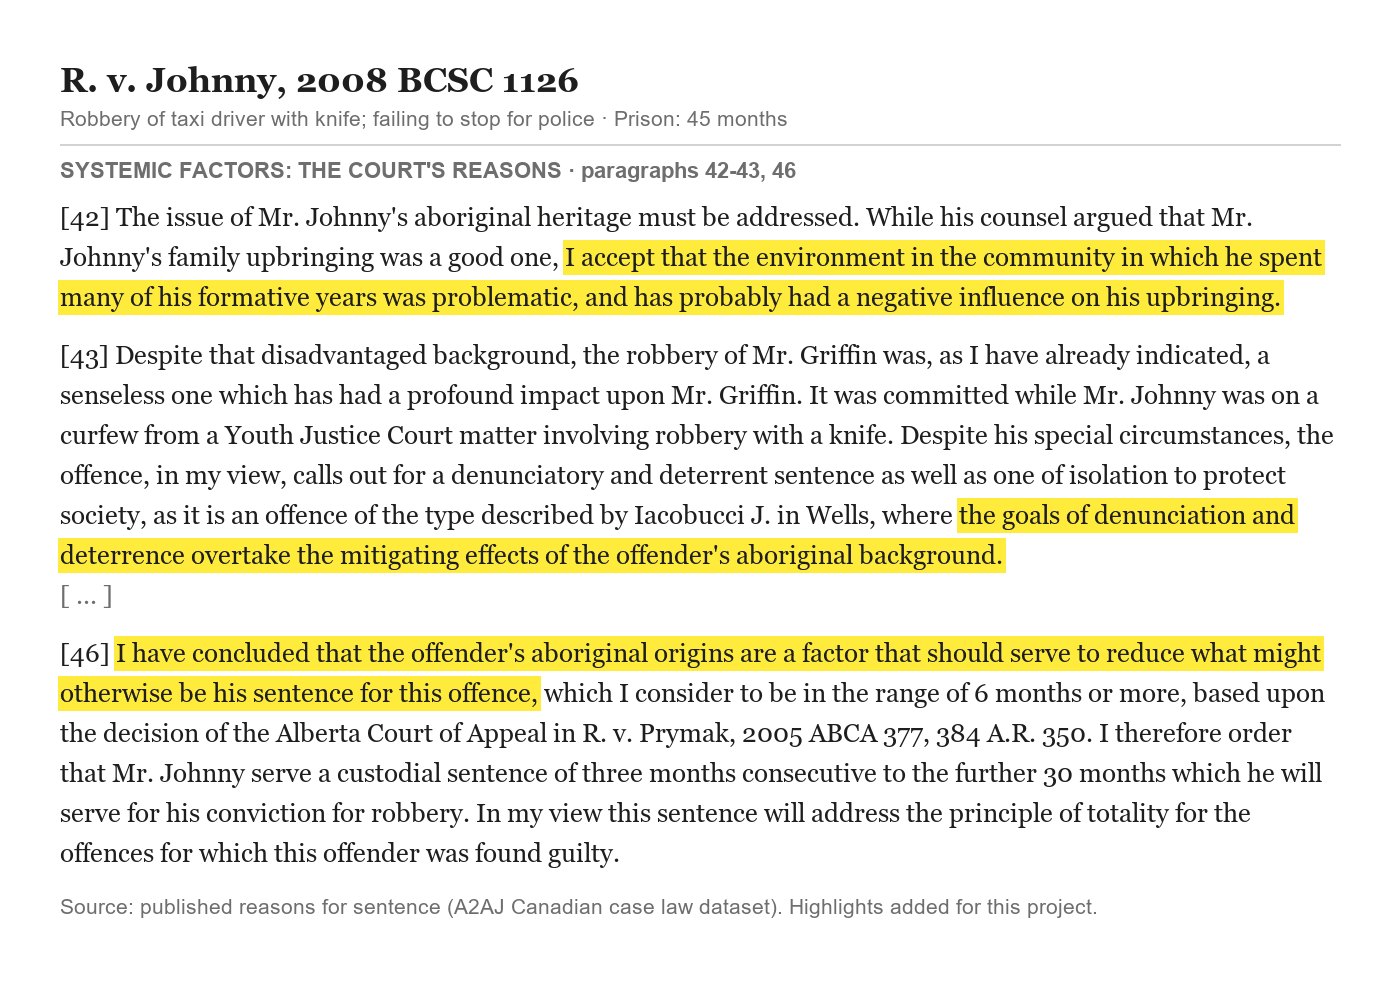 R. v. Johnny, 2008 BCSC 1126
Robbery of taxi driver with knife; failing to stop for police · Prison: 45 months
SYSTEMIC FACTORS: THE COURT'S REASONS · paragraphs 42-43, 46
[42] The issue of Mr. Johnny's aboriginal heritage must be addressed. While his counsel argued that Mr.
Johnny's family upbringing was a good one, I accept that the environment in the community in which he spent
many of his formative years was problematic, and has probably had a negative influence on his upbringing.
[43] Despite that disadvantaged background, the robbery of Mr. Griffin was, as I have already indicated, a
senseless one which has had a profound impact upon Mr. Griffin. It was committed while Mr. Johnny was on a
curfew from a Youth Justice Court matter involving robbery with a knife. Despite his special circumstances, the
offence, in my view, calls out for a denunciatory and deterrent sentence as well as one of isolation to protect
society, as it is an offence of the type described by Iacobucci J. in Wells, where the goals of denunciation and
deterrence overtake the mitigating effects of the offender's aboriginal background.
[ ... ]
[46] I have concluded that the offender's aboriginal origins are a factor that should serve to reduce what might
otherwise be his sentence for this offence, which I consider to be in the range of 6 months or more, based upon
the decision of the Alberta Court of Appeal in R. v. Prymak, 2005 ABCA 377, 384 A.R. 350. I therefore order
that Mr. Johnny serve a custodial sentence of three months consecutive to the further 30 months which he will
serve for his conviction for robbery. In my view this sentence will address the principle of totality for the
offences for which this offender was found guilty.
Source: published reasons for sentence (A2AJ Canadian case law dataset). Highlights added for this project.